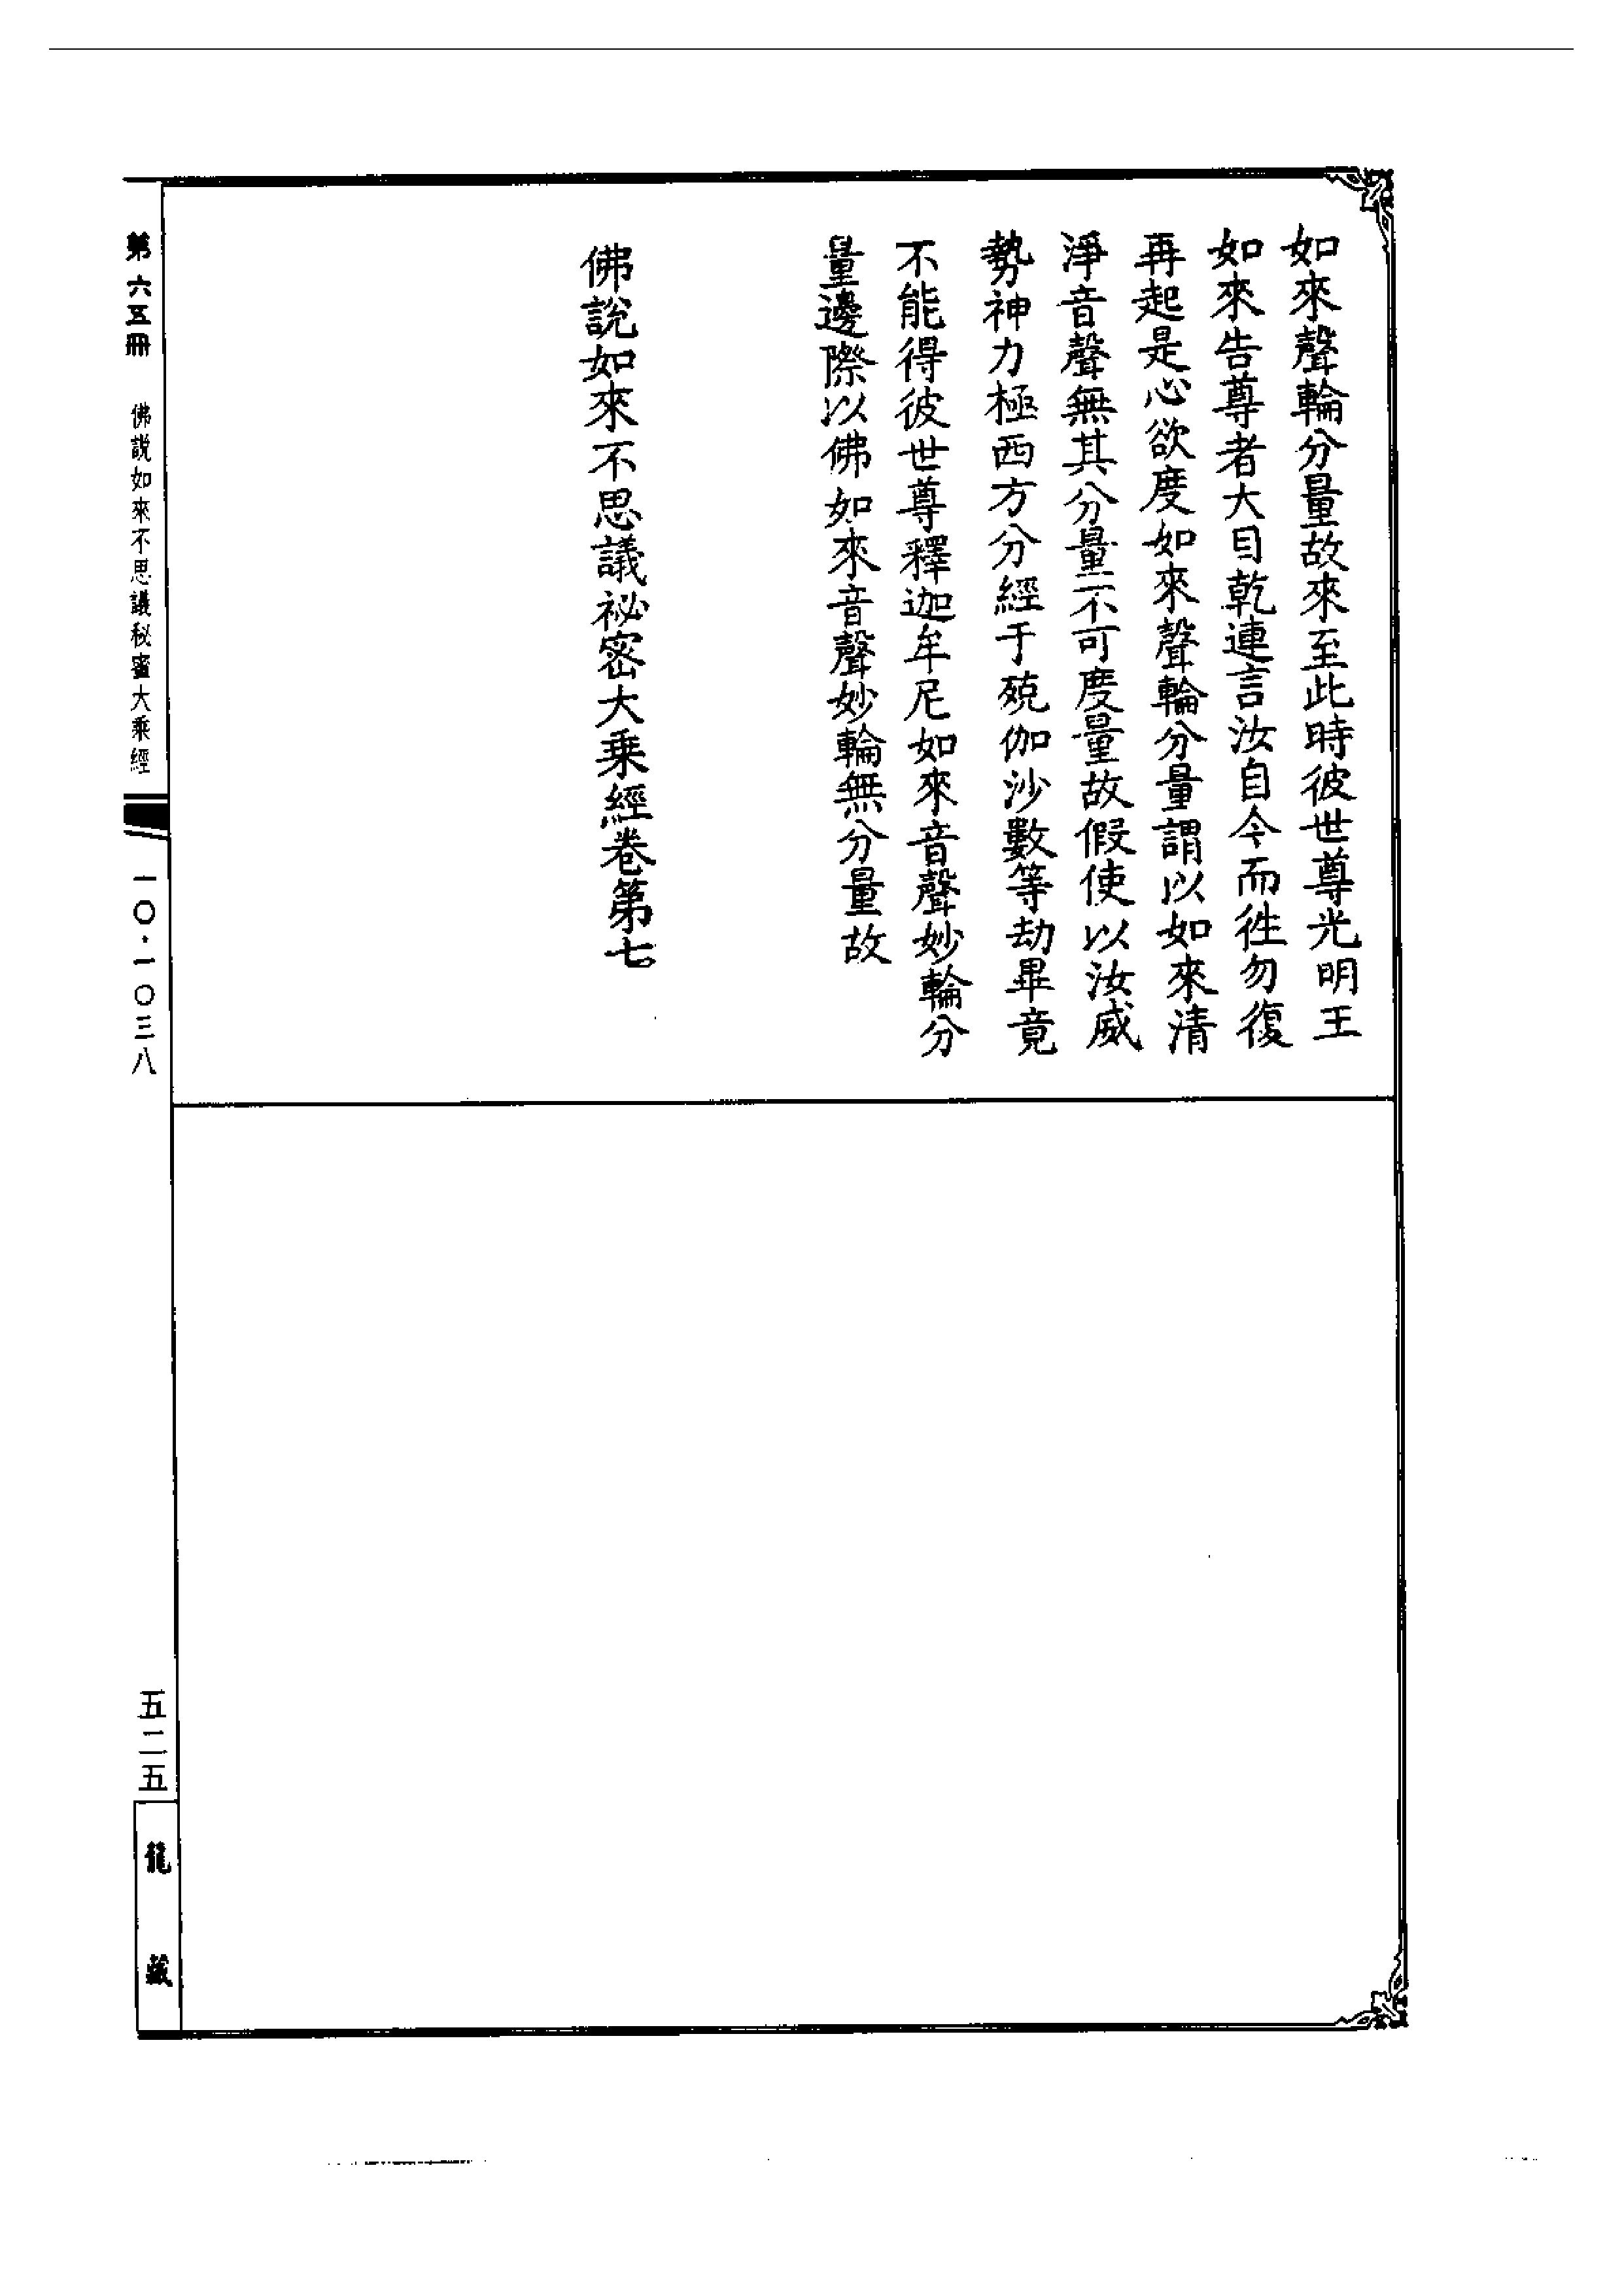 如來聲輪分量故來至此時彼世尊光明王
如來告尊者大目乾連言汝自今而徃勿復
再起是心欲度如來聲輪分量謂以如來清
淨音聲無其分量不可度量故假使以汝威
勢神力極西方分經于殑伽沙數等劫畢竟
不能得彼世尊釋迦牟尼如來音聲妙輪分
量邊際以佛如來音聲妙輪無分量故
佛說如來不思議祕密大乘經卷第七
第六五冊 佛說如來不思議秘蜜大乘經
一〇·一〇三八
五二五
龍藏